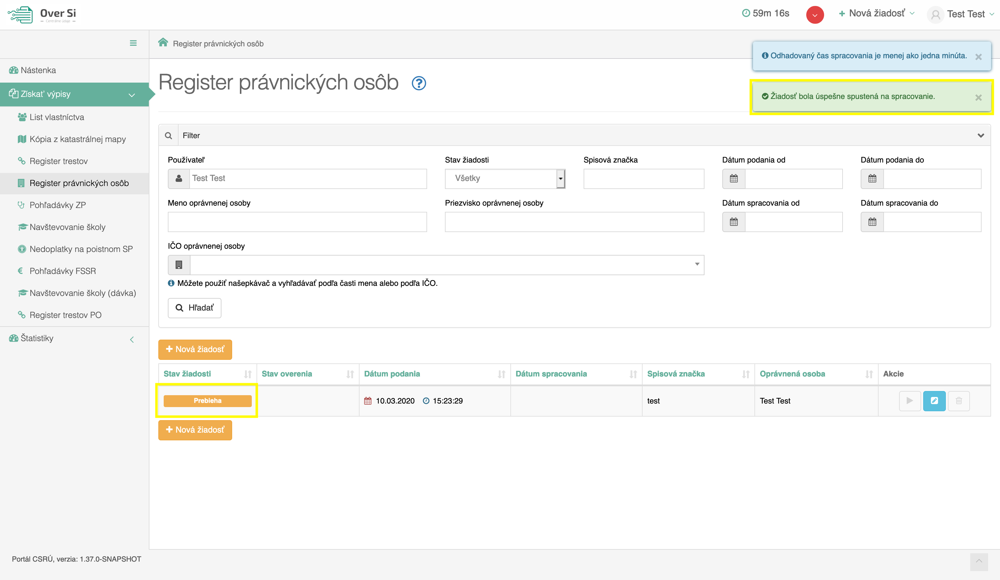 Over Si
– Centrálne údaje –
59m 16s
Nová žiadosť
Test Test
Register právnických osôb
Odhadovaný čas spracovania je menej ako jedna minúta.
Žiadosť bola úspešne spustená na spracovanie.
Nástenka
Získať výpisy
List vlastníctva
Kópia z katastrálnej mapy
Register trestov
Register právnických osôb
Pohľadávky ZP
Navštevovanie školy
Nedoplatky na poistnom SP
Pohľadávky FSSR
Navštevovanie školy (dávka)
Register trestov PO
Štatistiky
Register právnických osôb
Filter
Používateľ
Stav žiadosti
Spisová značka
Dátum podania od
Dátum podania do
Test Test
Všetky
Meno oprávnenej osoby
Priezvisko oprávnenej osoby
Dátum spracovania od
Dátum spracovania do
IČO oprávnenej osoby
Môžete použiť našepkávač a vyhľadávať podľa časti mena alebo podľa IČO.
Hľadať
Nová žiadosť
Stav žiadosti Stav overenia Dátum podania Dátum spracovania Spisová značka Oprávnená osoba Akcie
Prebieha 10.03.2020 15:23:29 test Test Test
Nová žiadosť
Portál CSRÚ, verzia: 1.37.0-SNAPSHOT